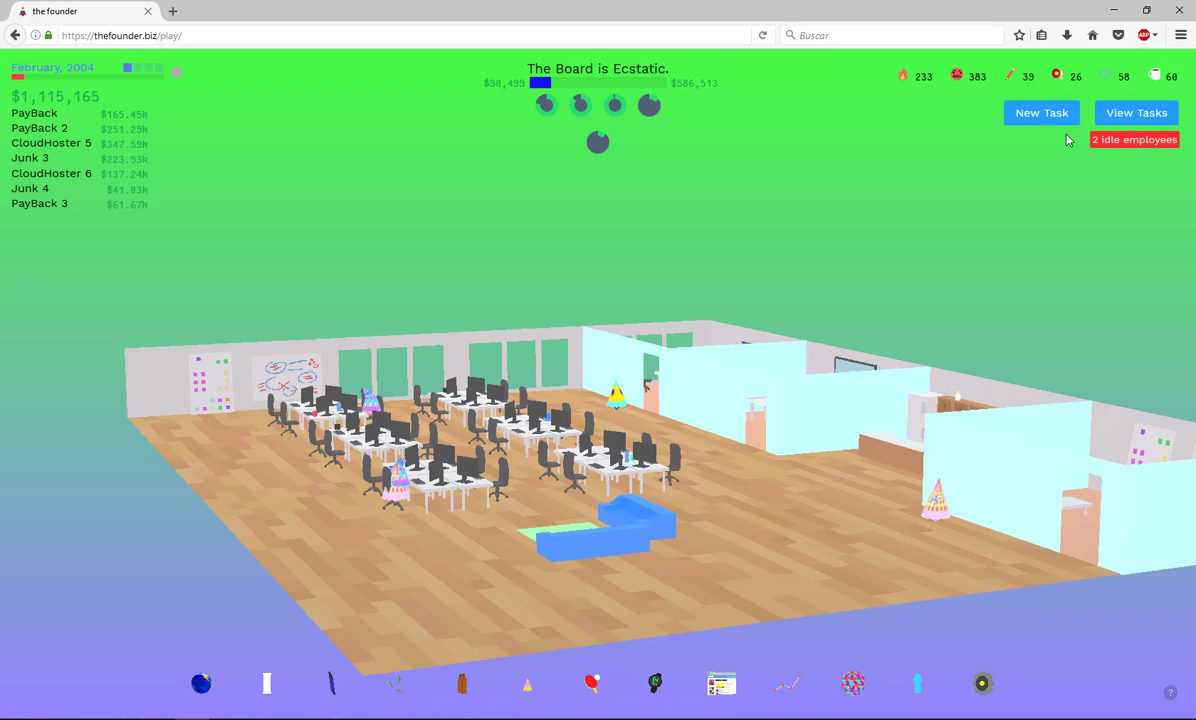 the founder
https://thefounder.biz/play/
Buscar
ABP
February, 2004
$1,115,165
PayBack $165.45k
PayBack 2 $251.29k
CloudHoster 5 $347.59k
Junk 3 $223.93k
CloudHoster 6 $137.24k
Junk 4 $41.03k
PayBack 3 $61.67k
The Board is Ecstatic.
$90,499 $586,513
233 383 39 26 58 60
New Task View Tasks
2 idle employees
?